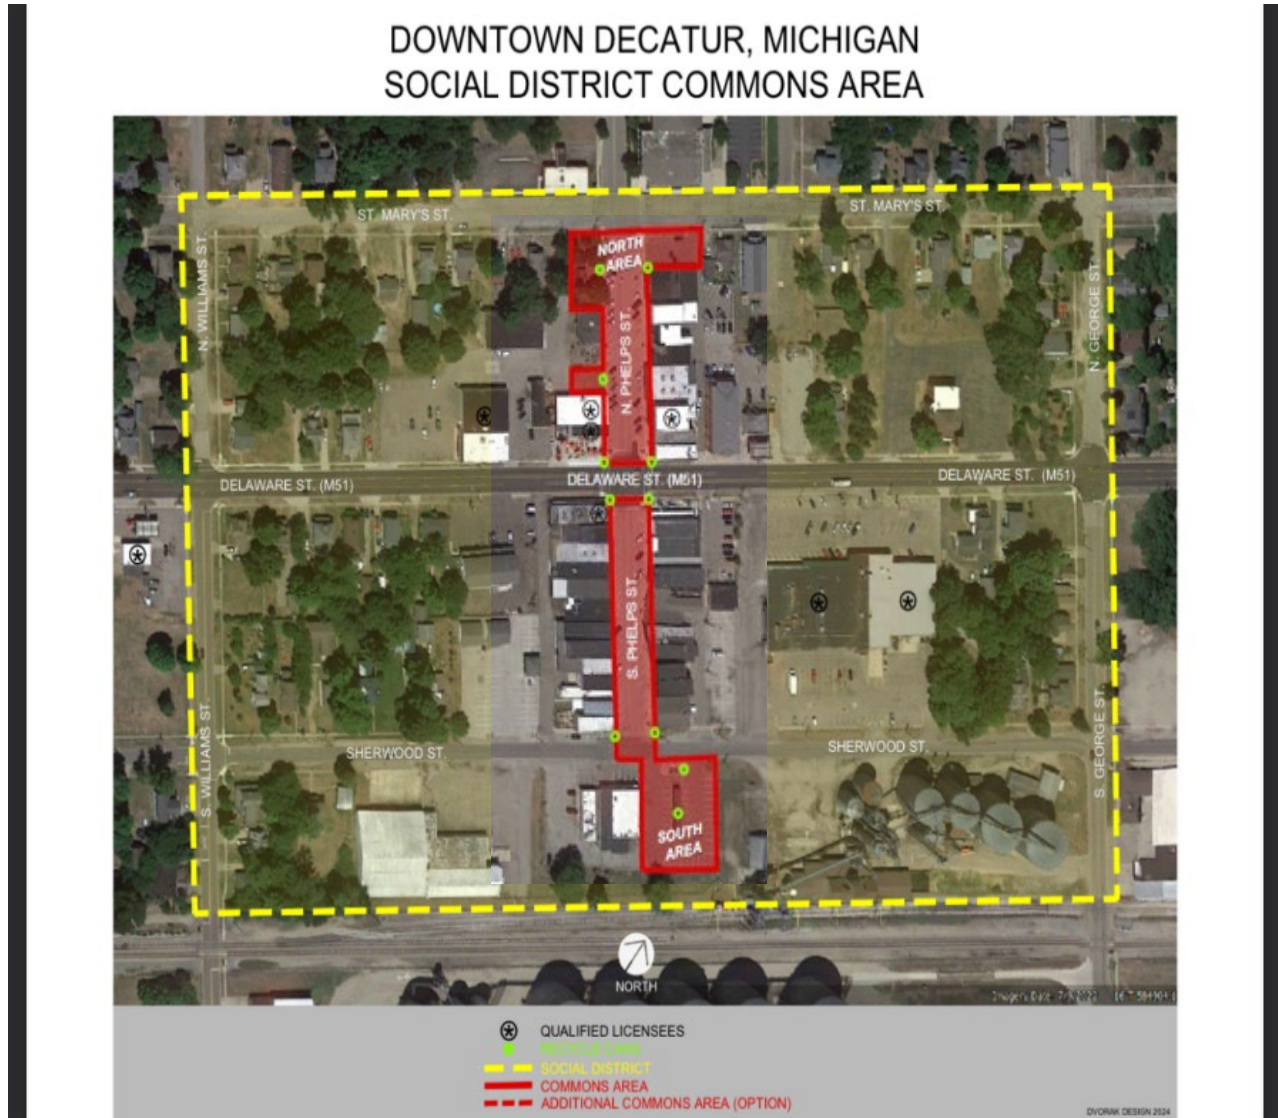 DOWNTOWN DECATUR, MICHIGAN
SOCIAL DISTRICT COMMONS AREA
ST. MARY'S ST.
ST. MARY'S ST.
NORTH
AREA
N. WILLIAMS ST.
N. PHELPS ST.
N. GEORGE ST.
DELAWARE ST. (M51)
DELAWARE ST. (M51)
DELAWARE ST. (M51)
S. PHELPS ST.
S. WILLIAMS ST.
SHERWOOD ST.
SHERWOOD ST.
S. GEORGE ST.
SOUTH
AREA
NORTH
Imagery Date:
QUALIFIED LICENSEES
RECYCLE CANS
SOCIAL DISTRICT
COMMONS AREA
ADDITIONAL COMMONS AREA (OPTION)
DVORAK DESIGN 2024